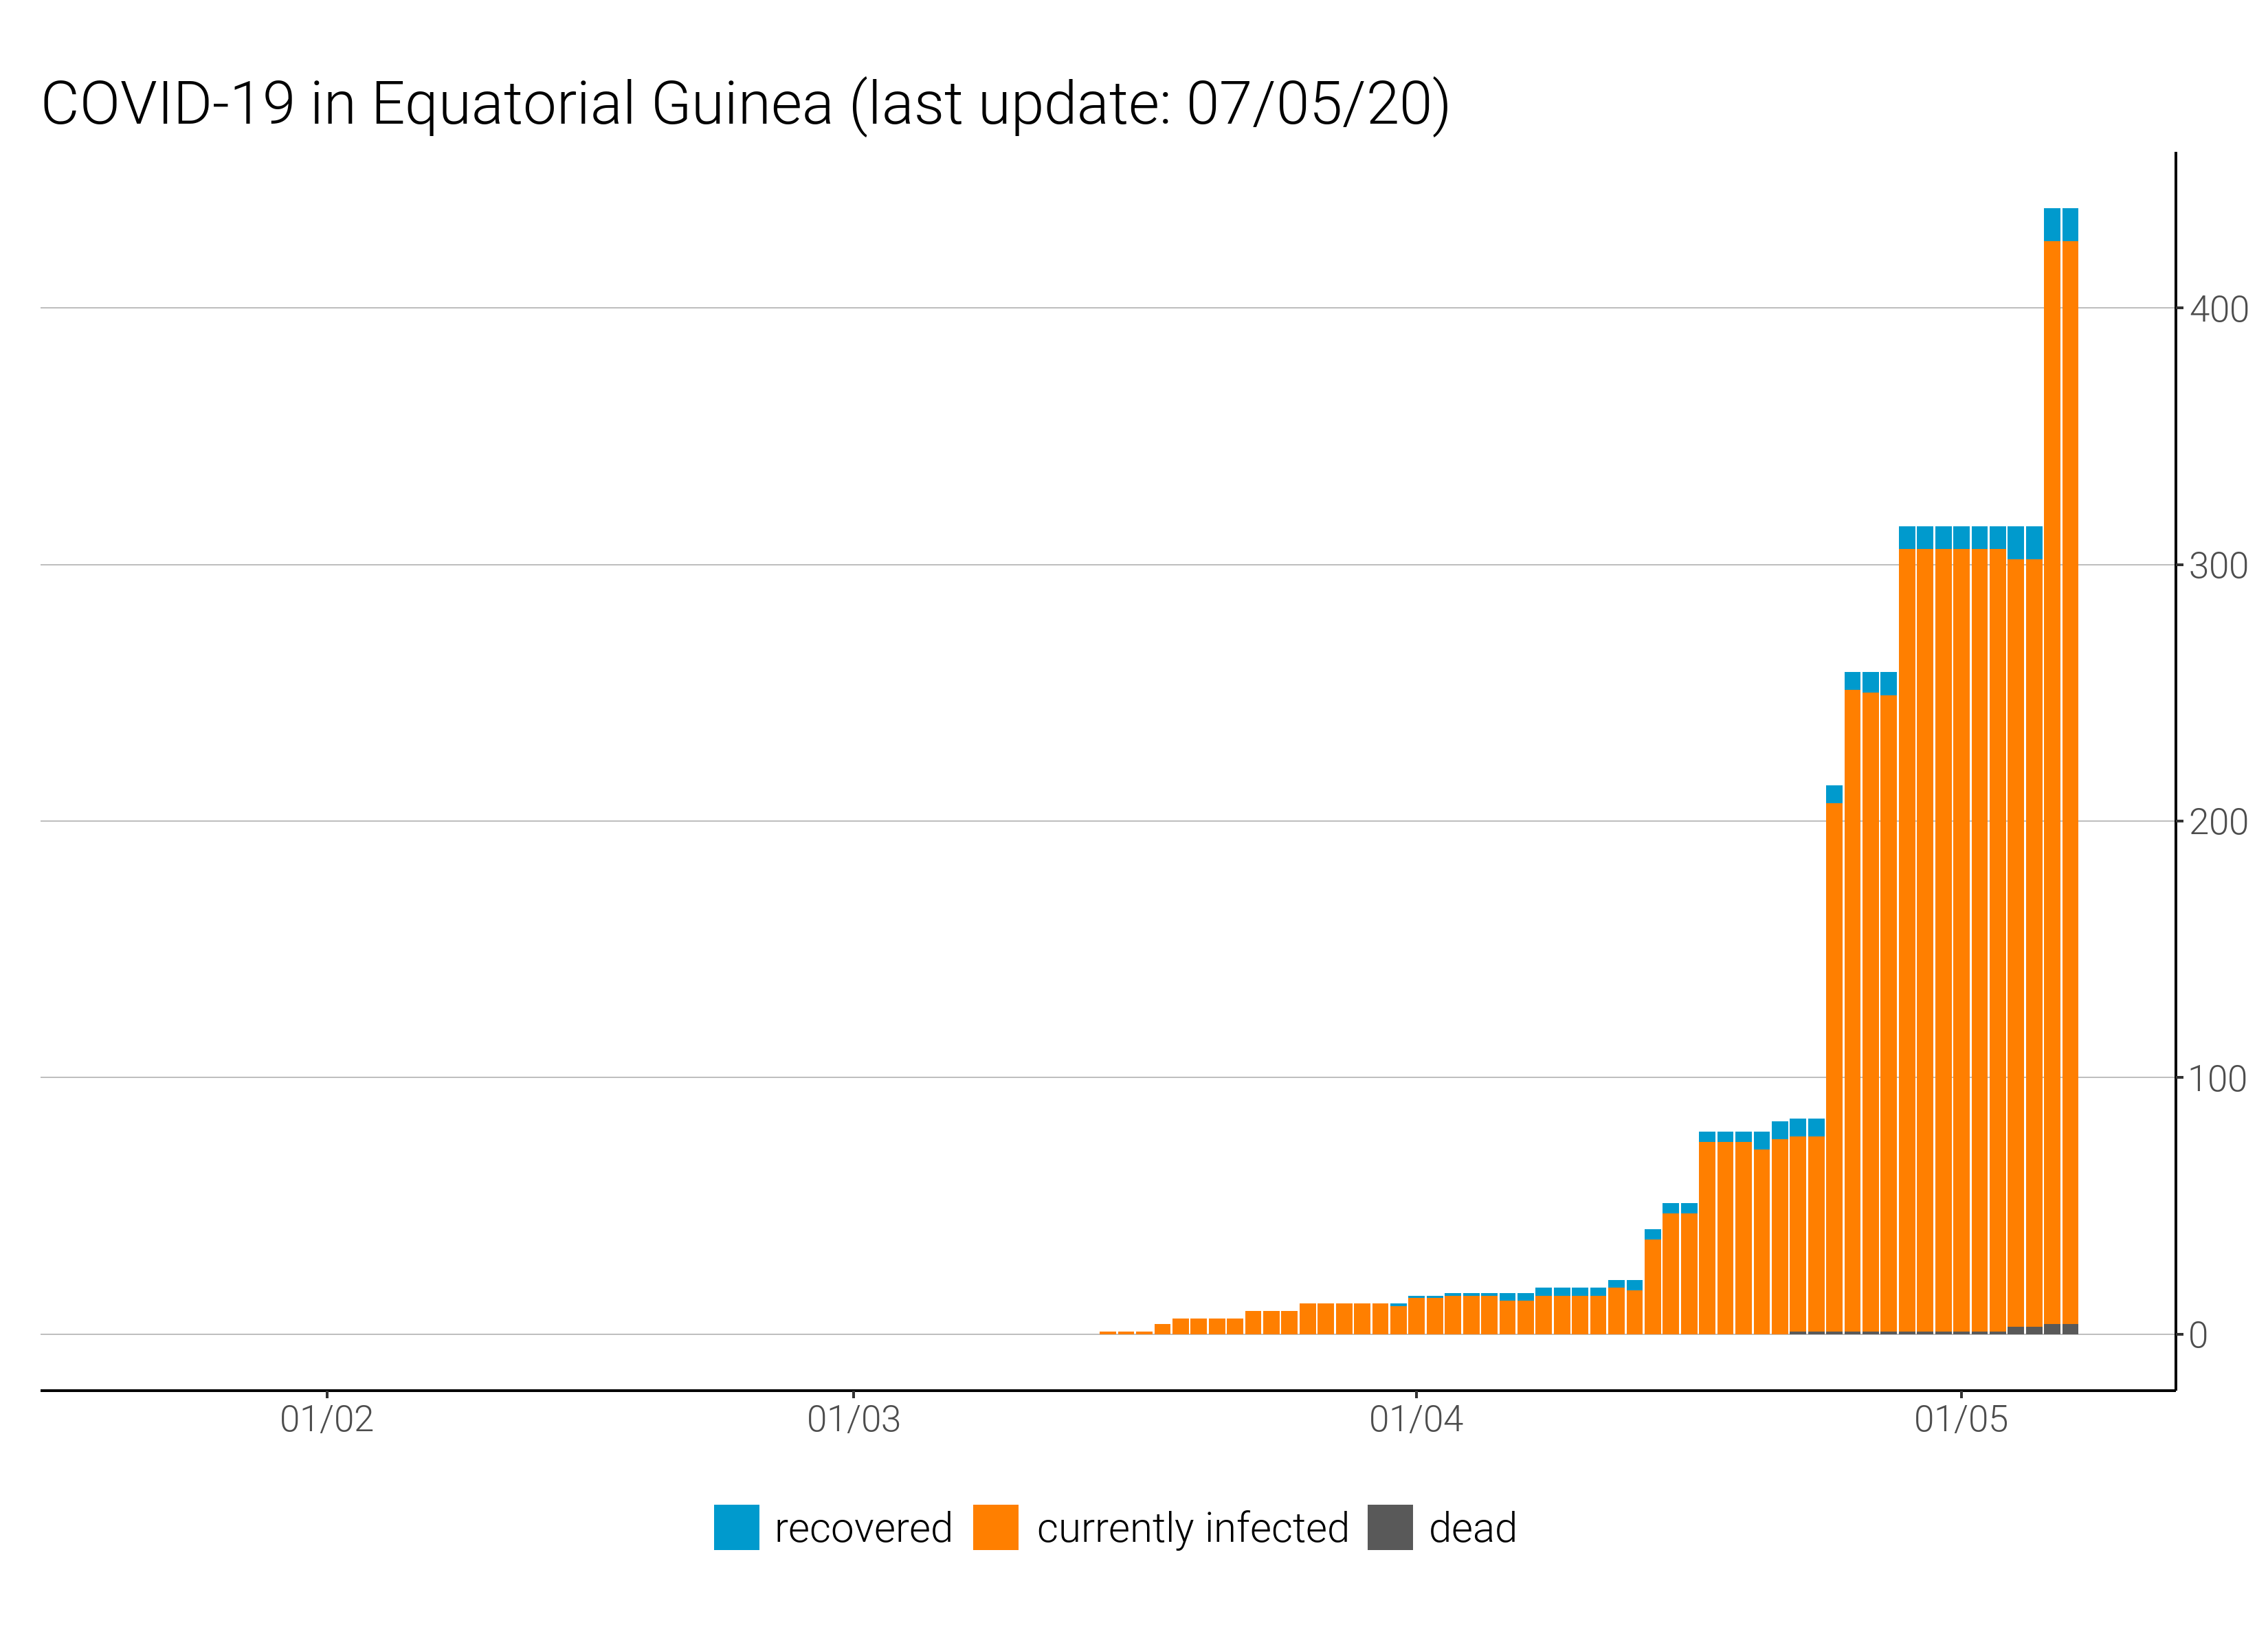 COVID-19 in Equatorial Guinea (last update: 07/05/20)
400
300
200
100
0
01/02 01/03 01/04 01/05
recovered currently infected dead